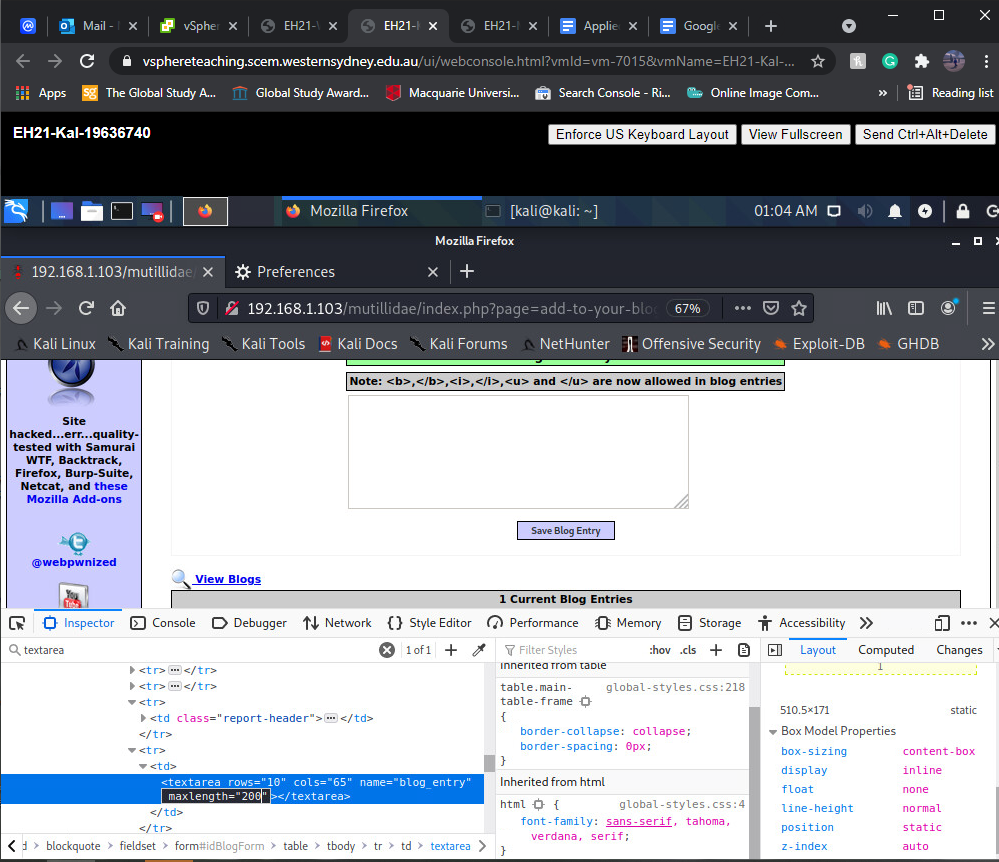 Mail -
vSpher
EH21-
EH21-
EH21-
Applie
Google
vsphereteaching.scem.westernsydney.edu.au/ui/webconsole.html?vmId=vm-7015&vmName=EH21-Kal-...
Apps
SG The Global Study A...
Global Study Award...
Macquarie Universi...
Search Console - Ri...
Online Image Com...
»
Reading list
EH21-Kal-19636740
Enforce US Keyboard Layout
View Fullscreen
Send Ctrl+Alt+Delete
Mozilla Firefox
[kali@kali: ~]
01:04 AM
Mozilla Firefox
192.168.1.103/mutillidae/
Preferences
192.168.1.103/mutillidae/index.php?page=add-to-your-blo
67%
Kali Linux
Kali Training
Kali Tools
Kali Docs
Kali Forums
NetHunter
Offensive Security
Exploit-DB
GHDB
»
Note: <b>,</b>,<i>,</i>,<u> and </u> are now allowed in blog entries
Site
hacked...err...quality-
tested with Samurai
WTF, Backtrack,
Firefox, Burp-Suite,
Netcat, and these
Mozilla Add-ons
@webpwnized
You
Tube
Save Blog Entry
View Blogs
1 Current Blog Entries
Inspector
Console
Debugger
Network
Style Editor
Performance
Memory
Storage
Accessibility
textarea
1 of 1
Filter Styles
:hov
.cls
Layout
Computed
Changes
<tr> ... </tr>
<tr> ... </tr>
<tr>
<td class="report-header"> ... </td>
</tr>
<tr>
<td>
<textarea rows="10" cols="65" name="blog_entry"
maxlength="200"></textarea>
</td>
</tr>
d
blockquote
fieldset
form#idBlogForm
table
tbody
tr
td
textarea
Inherited from table
table.main-
table-frame
global-styles.css:218
{
border-collapse: collapse;
border-spacing: 0px;
}
Inherited from html
html {
global-styles.css:4
font-family: sans-serif, tahoma,
verdana, serif;
}
1
510.5×171
static
Box Model Properties
box-sizing
content-box
display
inline
float
none
line-height
normal
position
static
z-index
auto